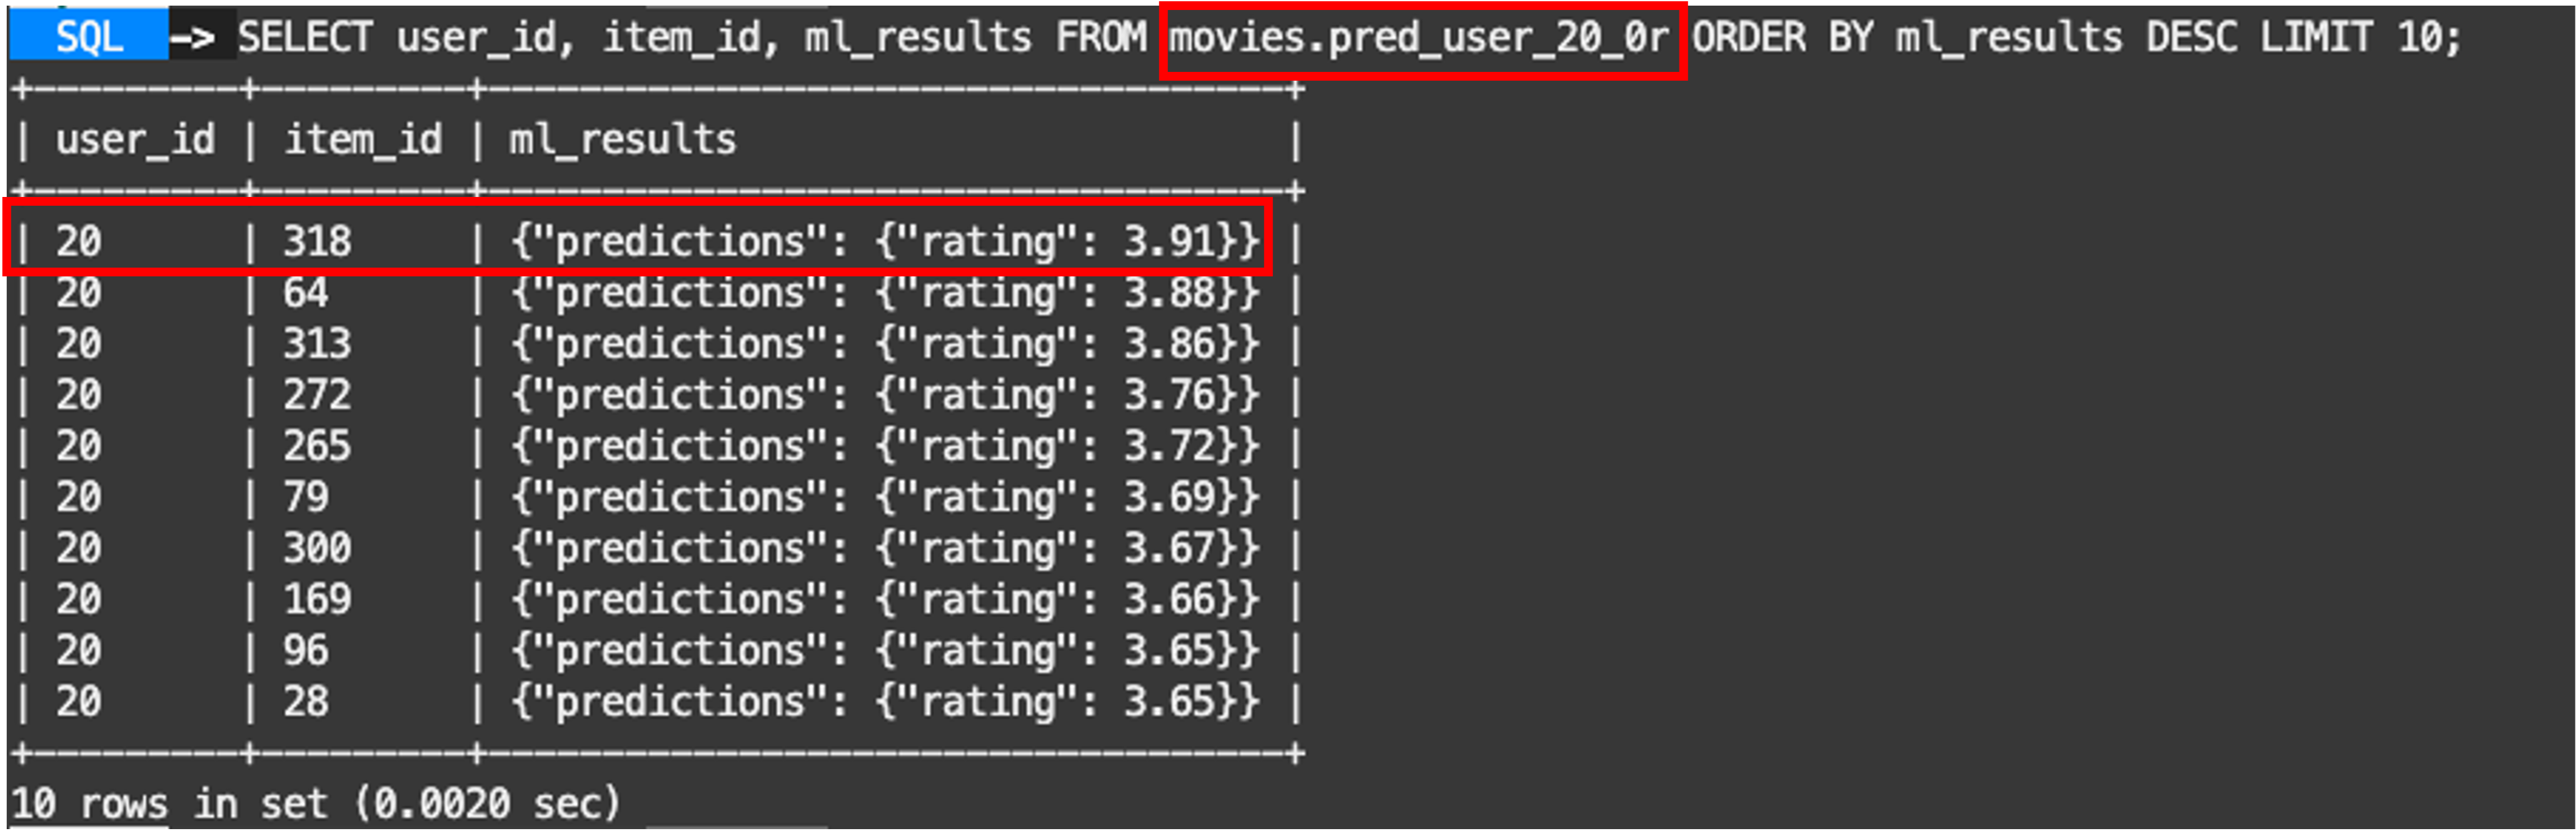 SQL -> SELECT user_id, item_id, ml_results FROM movies.pred_user_20_0r ORDER BY ml_results DESC LIMIT 10;
+---------+---------+-----------------------------------+
| user_id | item_id | ml_results                        |
+---------+---------+-----------------------------------+
| 20      | 318     | {"predictions": {"rating": 3.91}} |
| 20      | 64      | {"predictions": {"rating": 3.88}} |
| 20      | 313     | {"predictions": {"rating": 3.86}} |
| 20      | 272     | {"predictions": {"rating": 3.76}} |
| 20      | 265     | {"predictions": {"rating": 3.72}} |
| 20      | 79      | {"predictions": {"rating": 3.69}} |
| 20      | 300     | {"predictions": {"rating": 3.67}} |
| 20      | 169     | {"predictions": {"rating": 3.66}} |
| 20      | 96      | {"predictions": {"rating": 3.65}} |
| 20      | 28      | {"predictions": {"rating": 3.65}} |
+---------+---------+-----------------------------------+
10 rows in set (0.0020 sec)